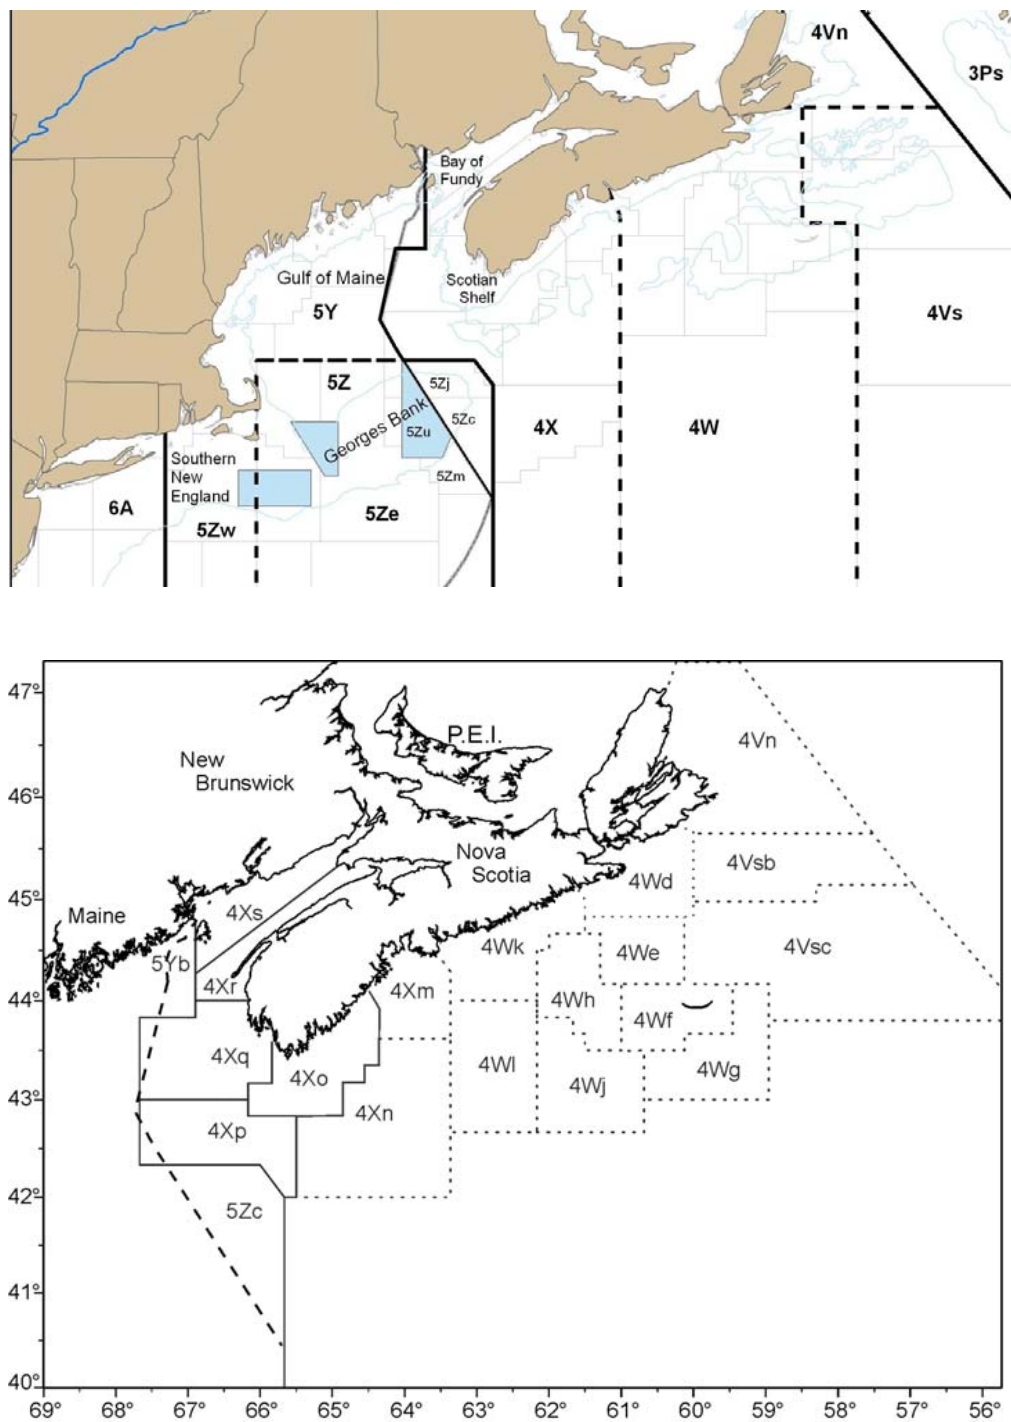 4Vn
3Ps
Bay of
Fundy
Gulf of Maine
Scotian
Shelf
5Y
4Vs
5Z
5Zj
Georges Bank
5Zc
5Zu
4X
4W
Southern
New
England
5Zm
6A
5Zw
5Ze
47°
P.E.I.
4Vn
New
Brunswick
46°
Nova
Scotia
4Vsb
4Wd
45°
Maine
4Xs
4Wk
4We
4Vsc
5Yb
4Xr
4Xm
44°
4Wh
4Wf
4Xq
4Xo
4Wl
4Wj
4Wg
43°
4Xn
4Xp
42°
5Zc
41°
40°
69° 68° 67° 66° 65° 64° 63° 62° 61° 60° 59° 58° 57° 56°